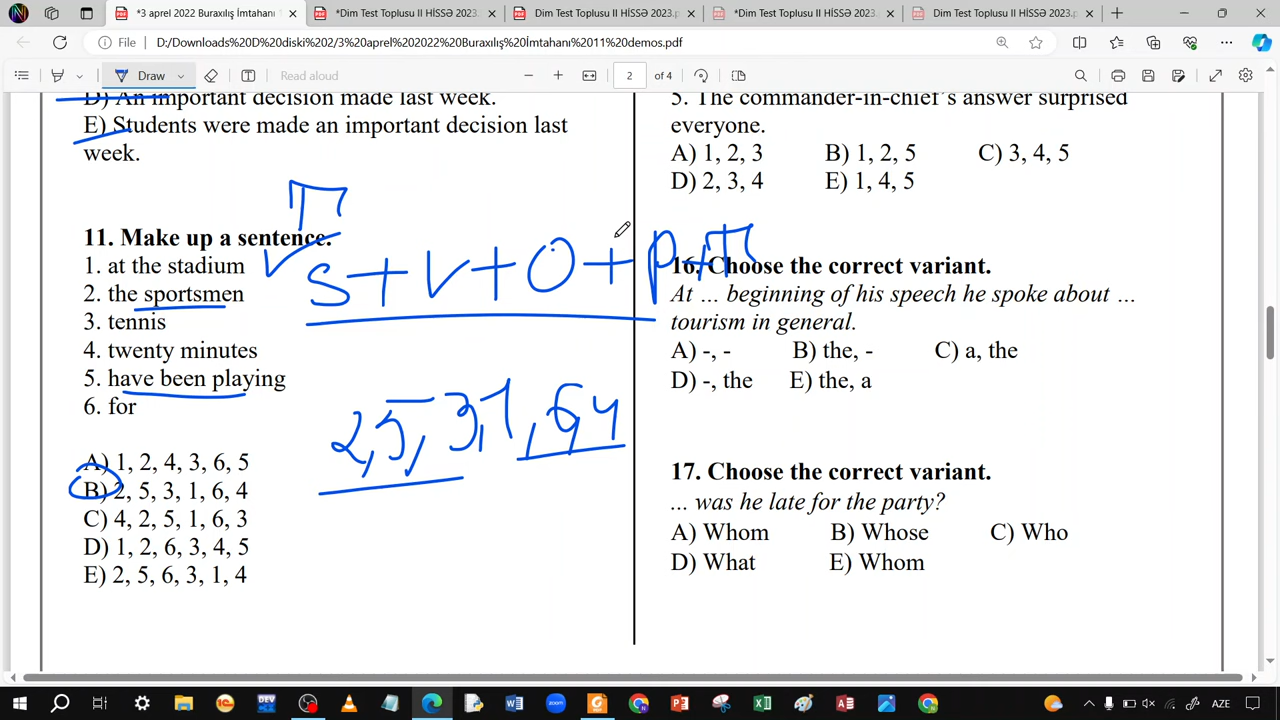 *3 aprel 2022 Buraxılış İmtahanı
*Dim Test Toplusu II HİSSƏ 2023.p
Dim Test Toplusu II HİSSƏ 2023.p
*Dim Test Toplusu II HİSSƏ 2023.p
Dim Test Toplusu II HİSSƏ 2023.p
File
D:/Downloads%20D%20diski%202/3%20aprel%202022%20Buraxılış%20İmtahanı%2011%20demos.pdf
Draw
Read aloud
2 of 4
D) An important decision made last week.
E) Students were made an important decision last
week.
T
11. Make up a sentence.
1. at the stadium
2. the sportsmen
3. tennis
4. twenty minutes
5. have been playing
6. for
S+V+O+P+T
2,5,3,1,6,4
A) 1, 2, 4, 3, 6, 5
B) 2, 5, 3, 1, 6, 4
C) 4, 2, 5, 1, 6, 3
D) 1, 2, 6, 3, 4, 5
E) 2, 5, 6, 3, 1, 4
5. The commander-in-chief's answer surprised
everyone.
A) 1, 2, 3 B) 1, 2, 5 C) 3, 4, 5
D) 2, 3, 4 E) 1, 4, 5
16. Choose the correct variant.
At ... beginning of his speech he spoke about ...
tourism in general.
A) -, - B) the, - C) a, the
D) -, the E) the, a
17. Choose the correct variant.
... was he late for the party?
A) Whom B) Whose C) Who
D) What E) Whom
AZE